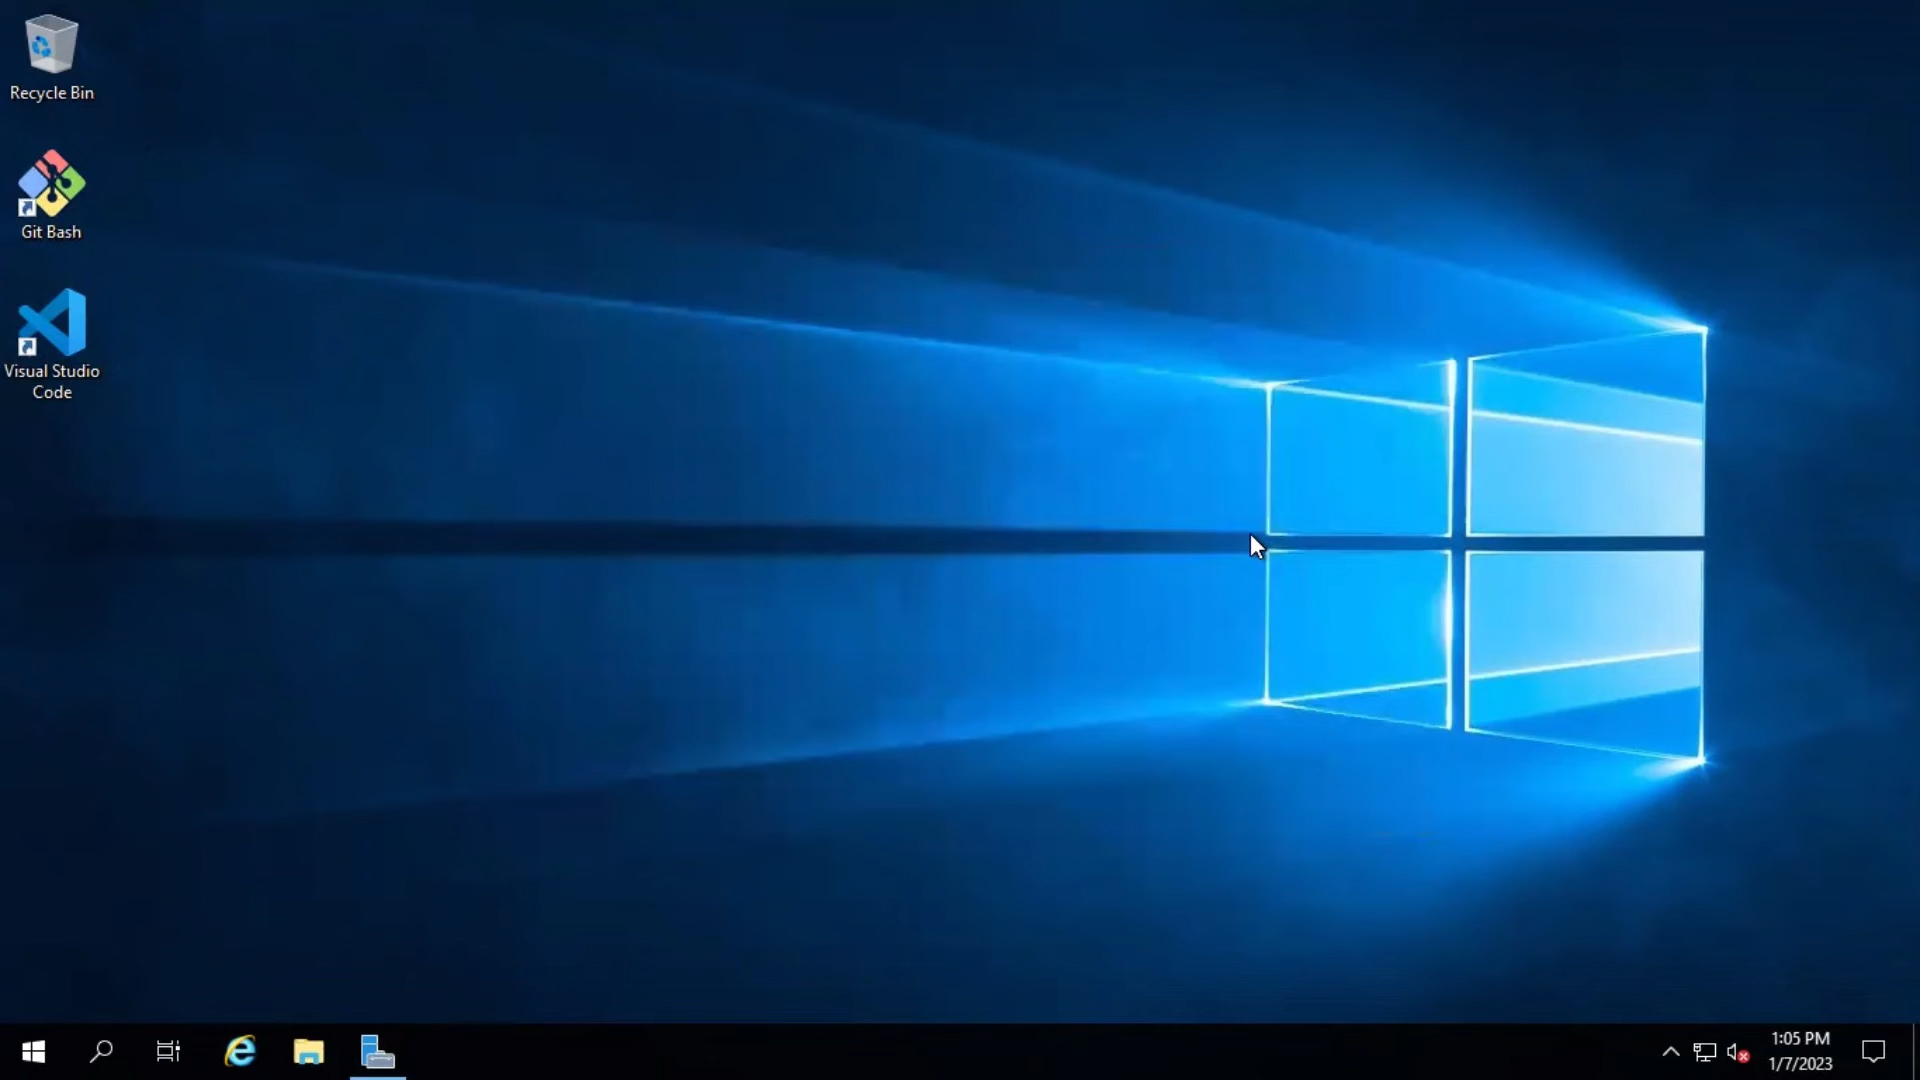 Recycle Bin
Git Bash
Visual Studio
Code
1:05 PM
1/7/2023